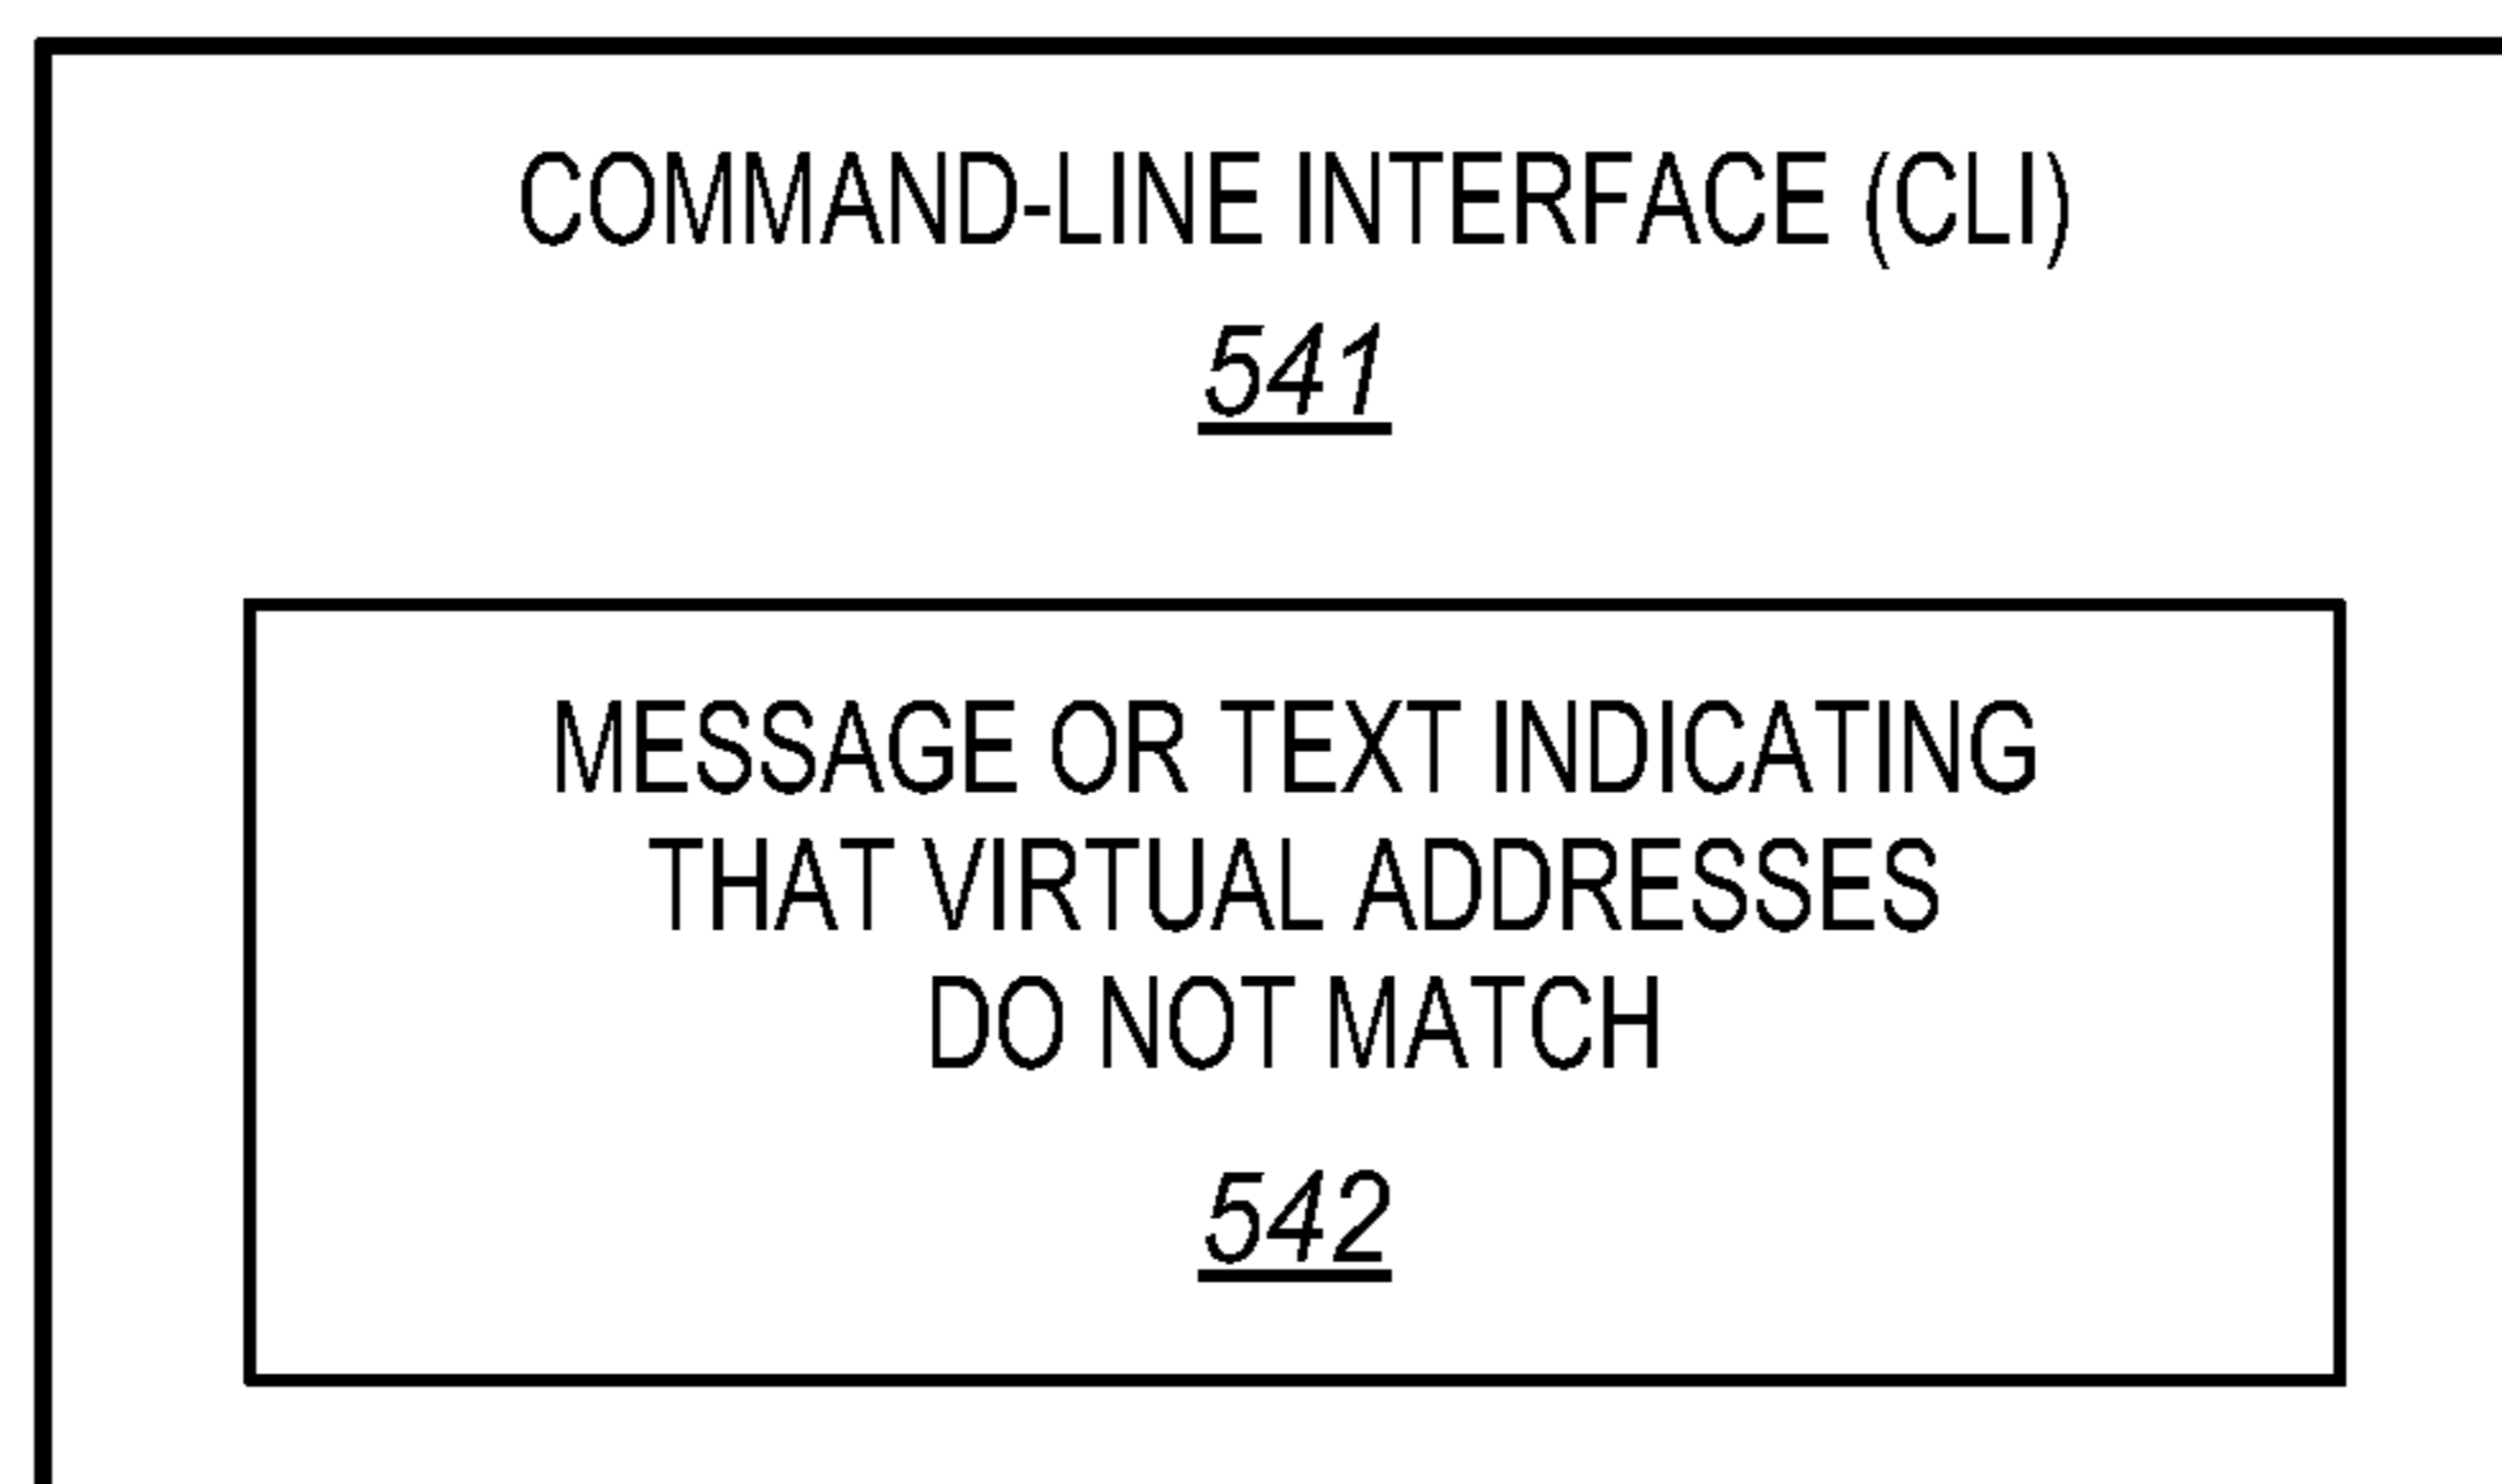 COMMAND-LINE INTERFACE (CLI)
541
MESSAGE OR TEXT INDICATING
THAT VIRTUAL ADDRESSES
DO NOT MATCH
542